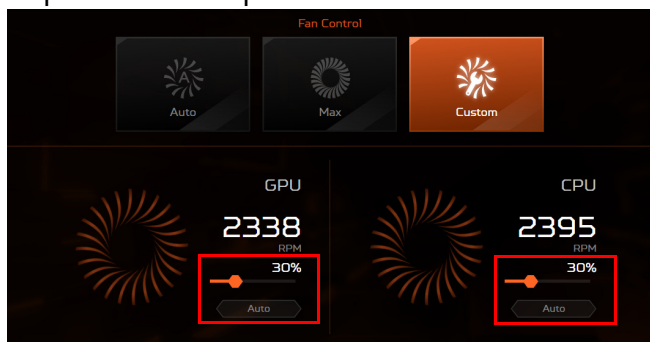 Fan Control
A
Auto
Max
Custom
GPU
2338
RPM
30%
Auto
CPU
2395
RPM
30%
Auto